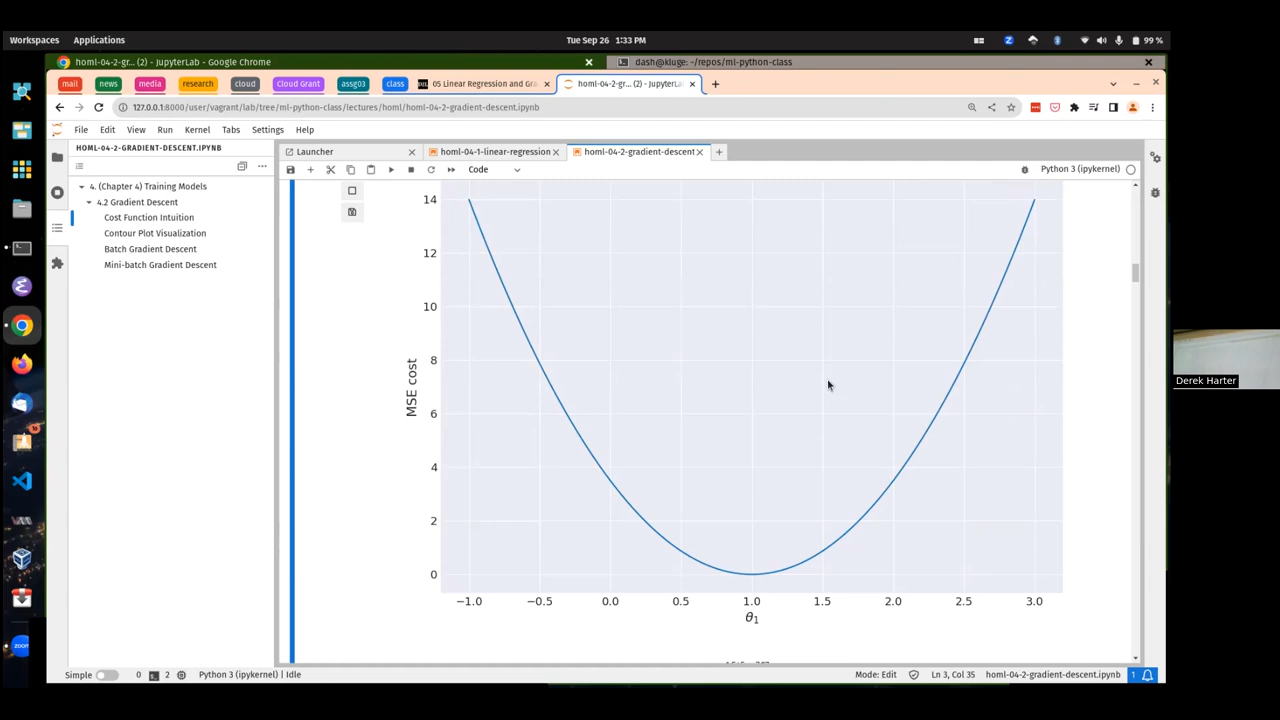 Workspaces Applications Tue Sep 26 1:33 PM 99 %
homl-04-2-gr... (2) - JupyterLab - Google Chrome dash@kluge: ~/repos/ml-python-class
mail news media research cloud Cloud Grant assg03 class 05 Linear Regression and Gra homl-04-2-gr... (2) - JupyterLa
127.0.0.1:8000/user/vagrant/lab/tree/ml-python-class/lectures/homl/homl-04-2-gradient-descent.ipynb
File Edit View Run Kernel Tabs Settings Help
HOML-04-2-GRADIENT-DESCENT.IPYNB
Launcher homl-04-1-linear-regression homl-04-2-gradient-descent
Code Python 3 (ipykernel)
4. (Chapter 4) Training Models
4.2 Gradient Descent
Cost Function Intuition
Contour Plot Visualization
Batch Gradient Descent
Mini-batch Gradient Descent
14
12
10
8
6
4
2
0
MSE cost
−1.0 −0.5 0.0 0.5 1.0 1.5 2.0 2.5 3.0
θ1
Derek Harter
zoom
Simple 0 2 Python 3 (ipykernel) | Idle Mode: Edit Ln 3, Col 35 homl-04-2-gradient-descent.ipynb 1